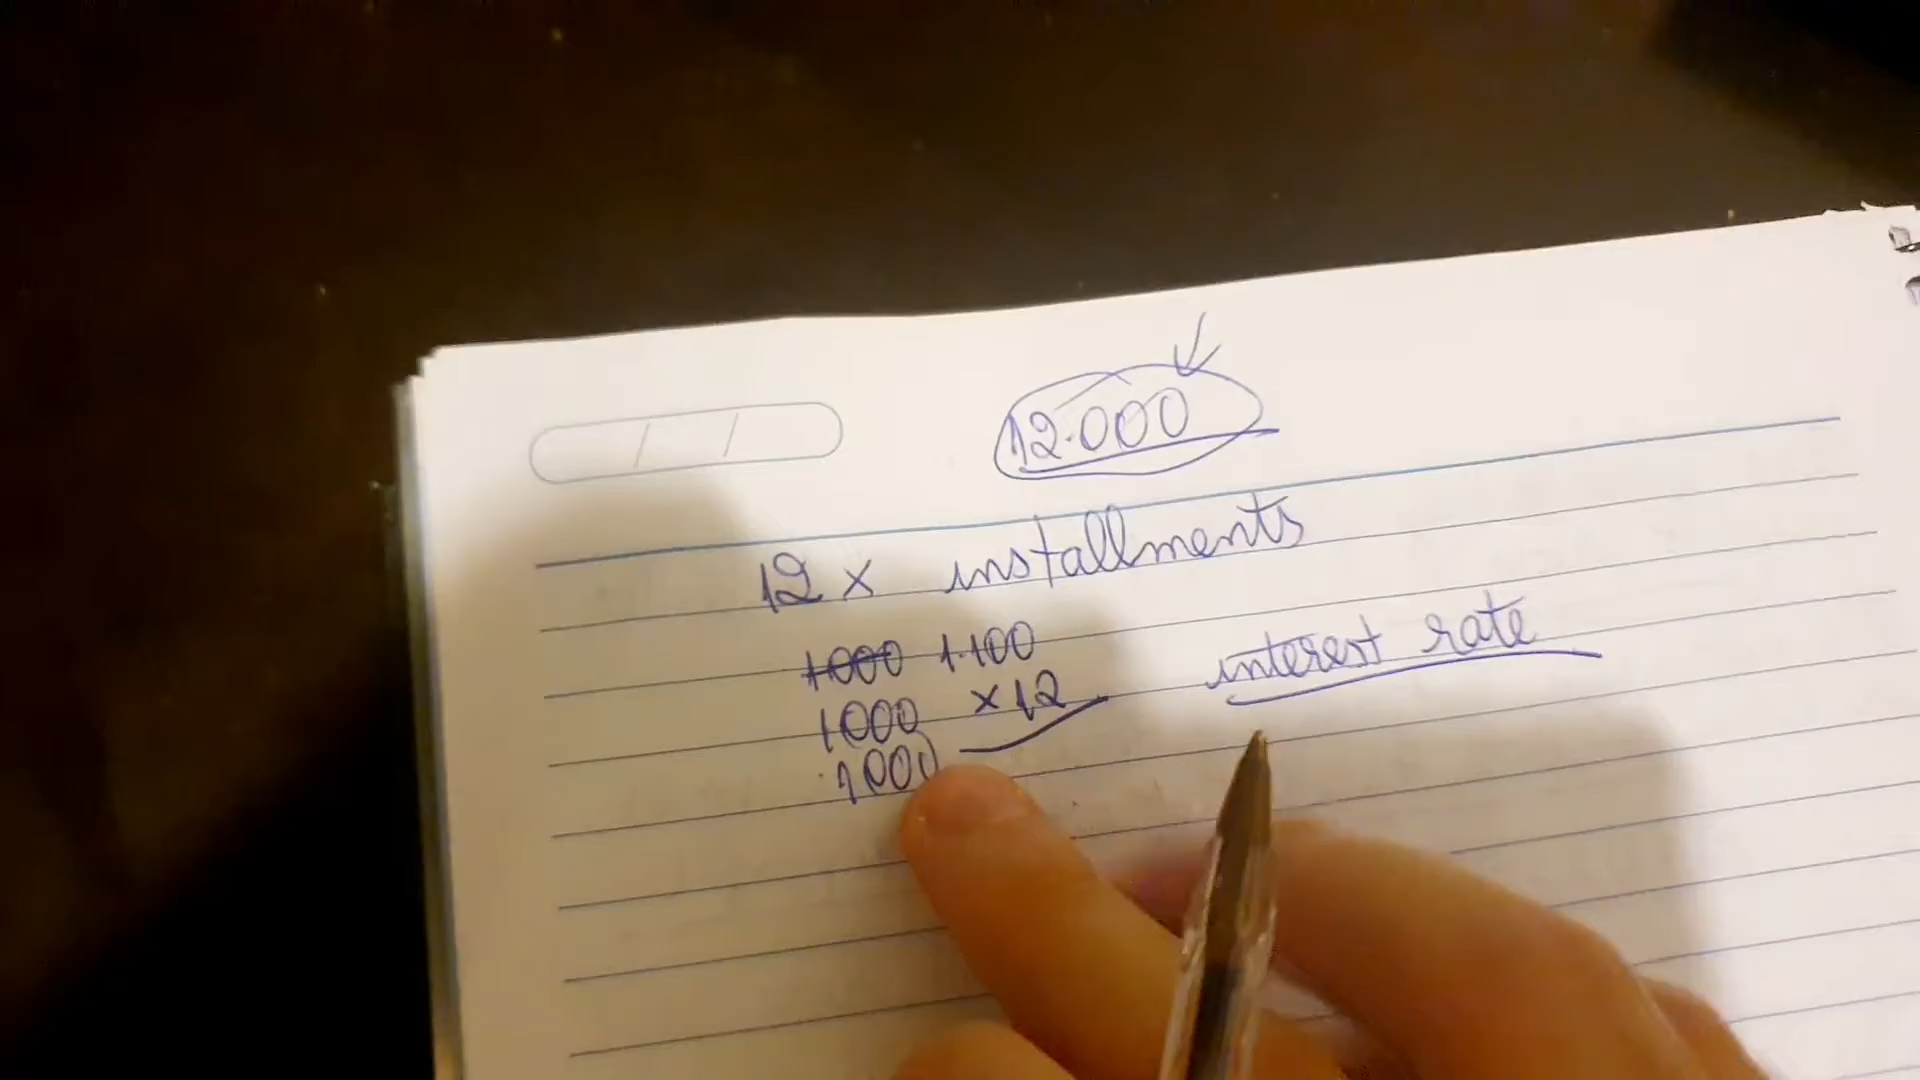 12.000
12 x installments
1000 1.100
1000 x 12
1000
interest rate